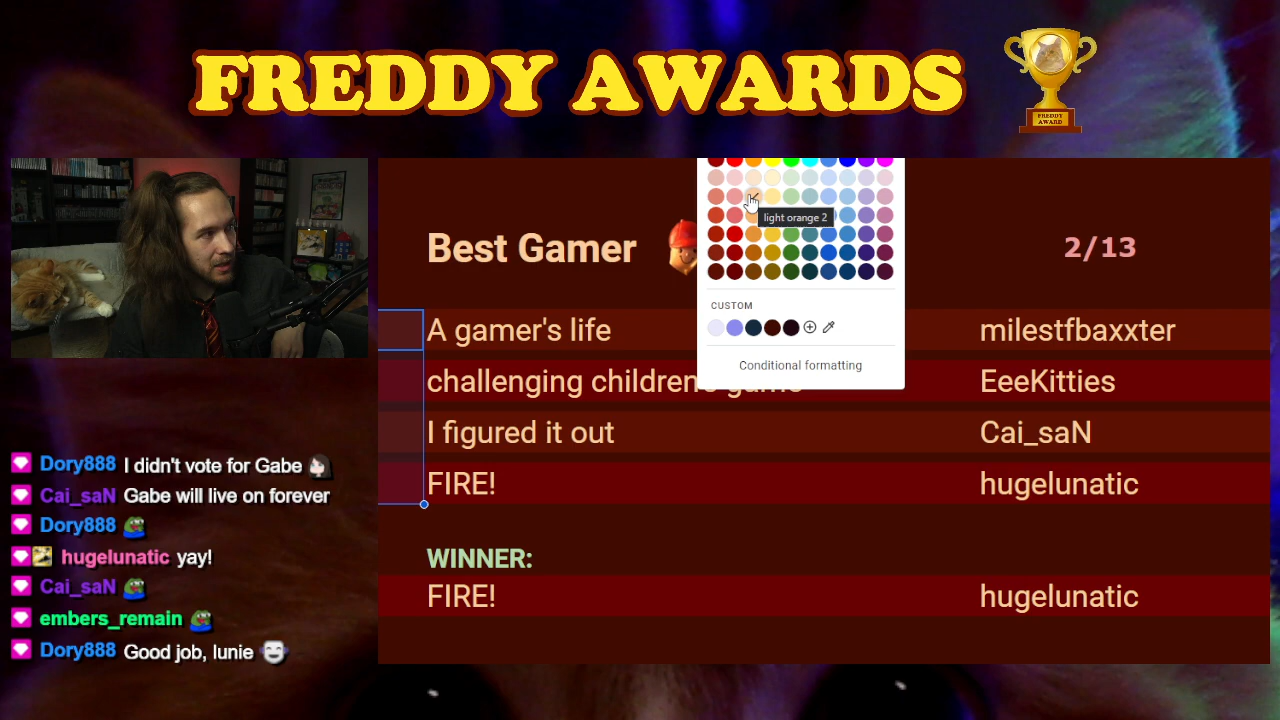 FREDDY AWARDS
FREDDY
AWARD
Best Gamer
2/13
light orange 2
CUSTOM
Conditional formatting
A gamer's life
milestfbaxxter
challenging children's game
EeeKitties
I figured it out
Cai_saN
FIRE!
hugelunatic
WINNER:
FIRE!
hugelunatic
Dory888 I didn't vote for Gabe
Cai_saN Gabe will live on forever
Dory888
hugelunatic yay!
Cai_saN
embers_remain
Dory888 Good job, lunie